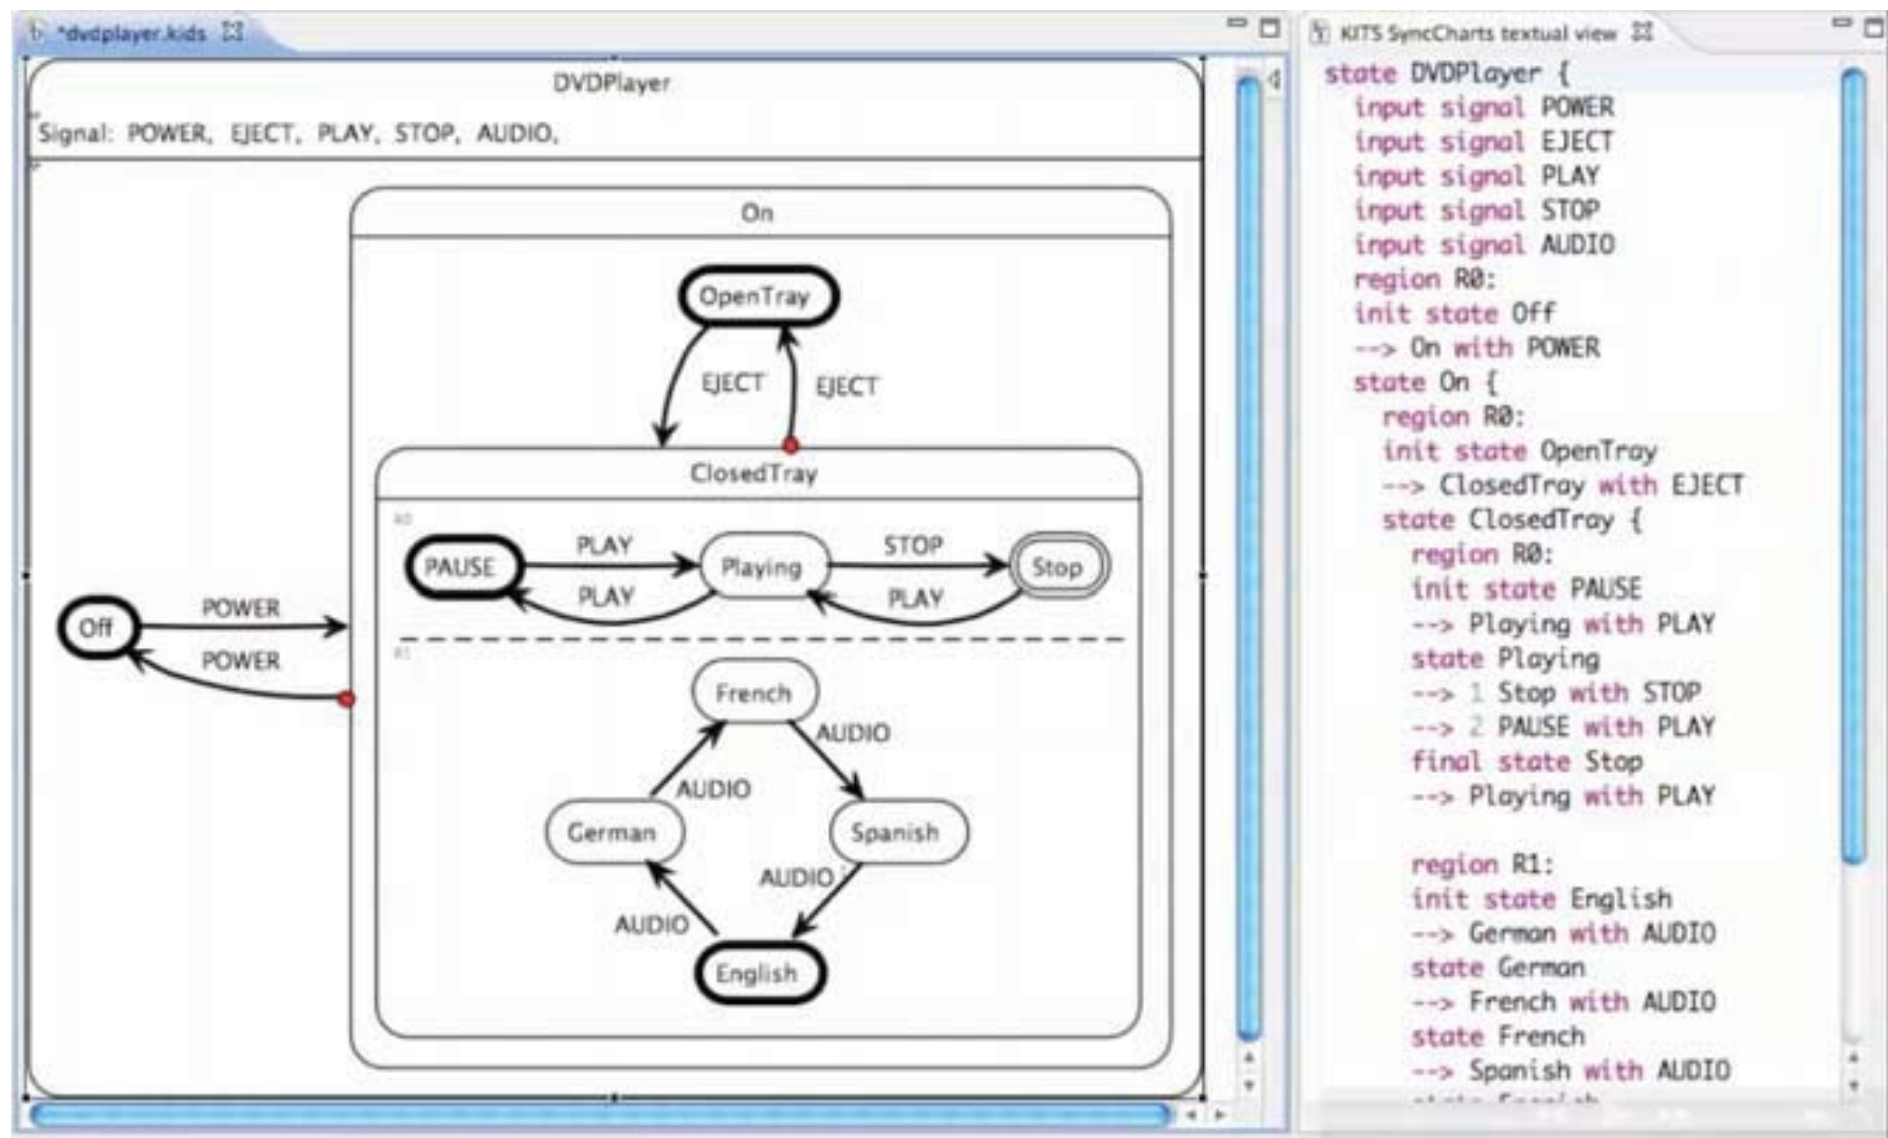 *dvdplayer.kids
DVDPlayer
Signal: POWER, EJECT, PLAY, STOP, AUDIO,
On
OpenTray
EJECT
EJECT
ClosedTray
R0
PAUSE
PLAY
Playing
STOP
Stop
PLAY
PLAY
Off
POWER
POWER
R1
French
AUDIO
AUDIO
German
Spanish
AUDIO
AUDIO
English
KITS SyncCharts textual view
state DVDPlayer {
input signal POWER
input signal EJECT
input signal PLAY
input signal STOP
input signal AUDIO
region R0:
init state Off
--> On with POWER
state On {
region R0:
init state OpenTray
--> ClosedTray with EJECT
state ClosedTray {
region R0:
init state PAUSE
--> Playing with PLAY
state Playing
--> 1 Stop with STOP
--> 2 PAUSE with PLAY
final state Stop
--> Playing with PLAY
region R1:
init state English
--> German with AUDIO
state German
--> French with AUDIO
state French
--> Spanish with AUDIO